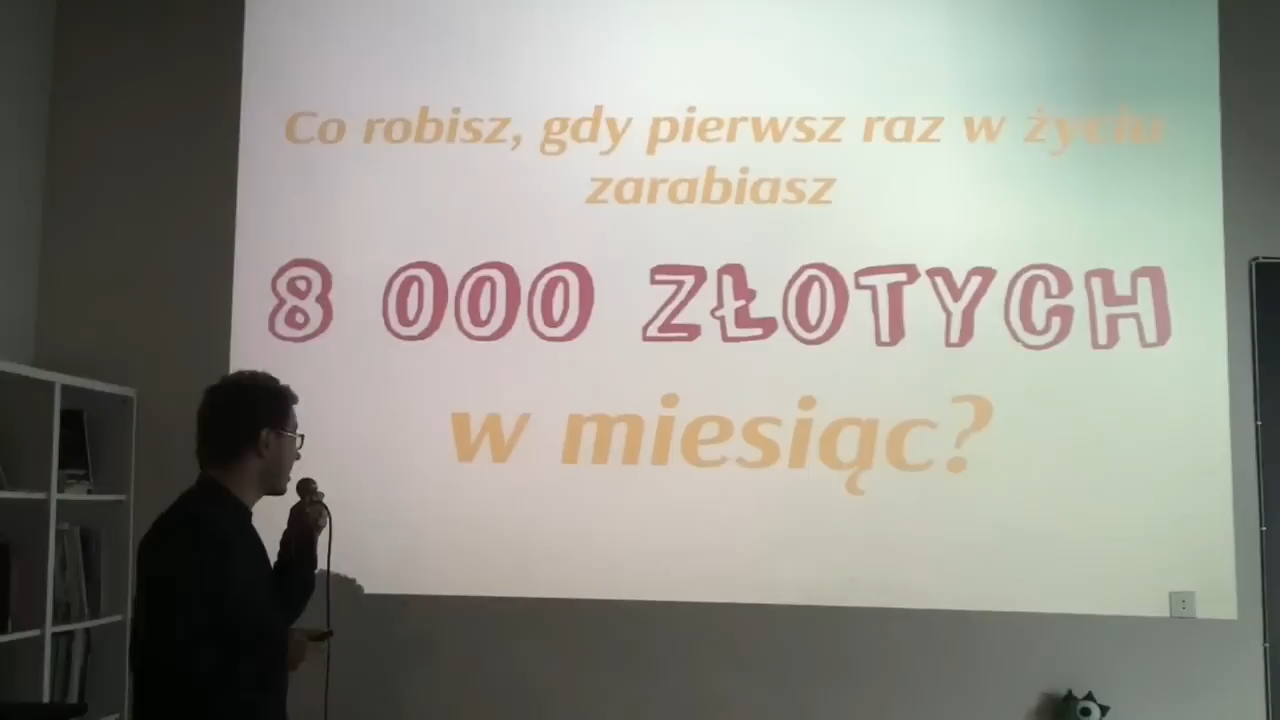 Co robisz, gdy pierwsz raz w życiu
zarabiasz
8 000 ZŁOTYCH
w miesiąc?